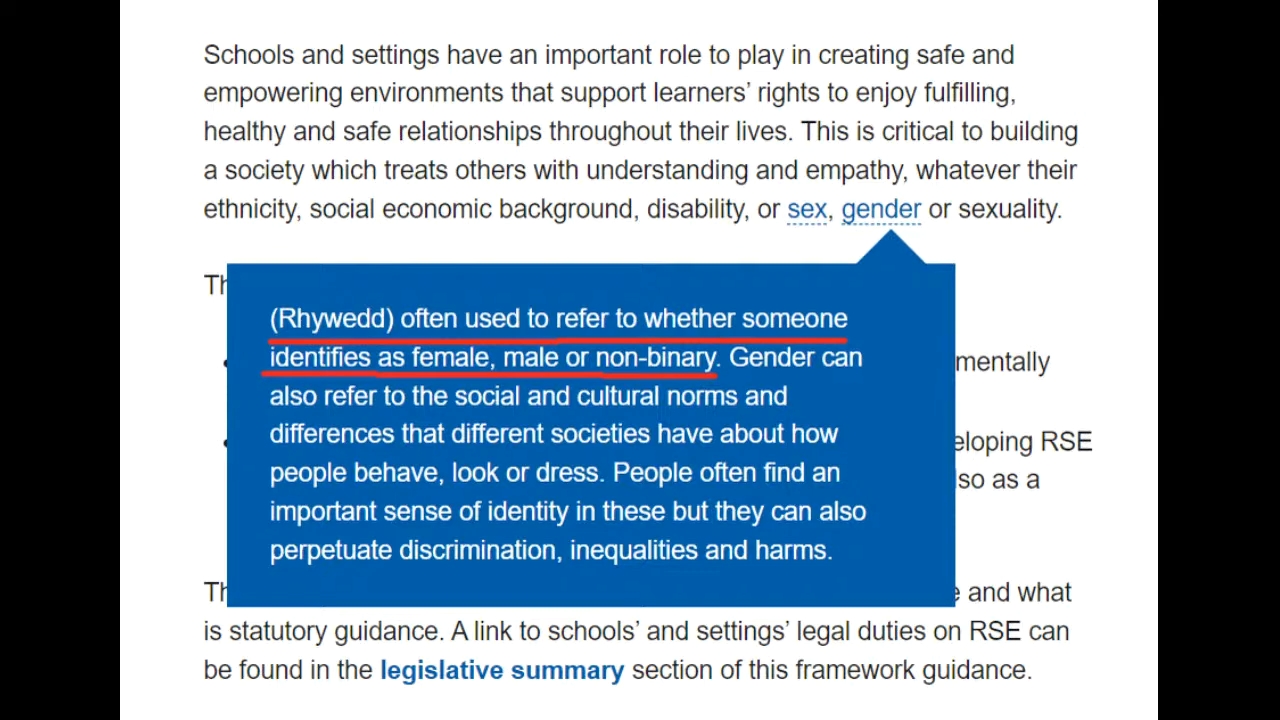 Schools and settings have an important role to play in creating safe and
empowering environments that support learners’ rights to enjoy fulfilling,
healthy and safe relationships throughout their lives. This is critical to building
a society which treats others with understanding and empathy, whatever their
ethnicity, social economic background, disability, or sex, gender or sexuality.
(Rhywedd) often used to refer to whether someone
identifies as female, male or non-binary. Gender can
also refer to the social and cultural norms and
differences that different societies have about how
people behave, look or dress. People often find an
important sense of identity in these but they can also
perpetuate discrimination, inequalities and harms.
mentally
RSE
as a
and what
is statutory guidance. A link to schools’ and settings’ legal duties on RSE can
be found in the legislative summary section of this framework guidance.